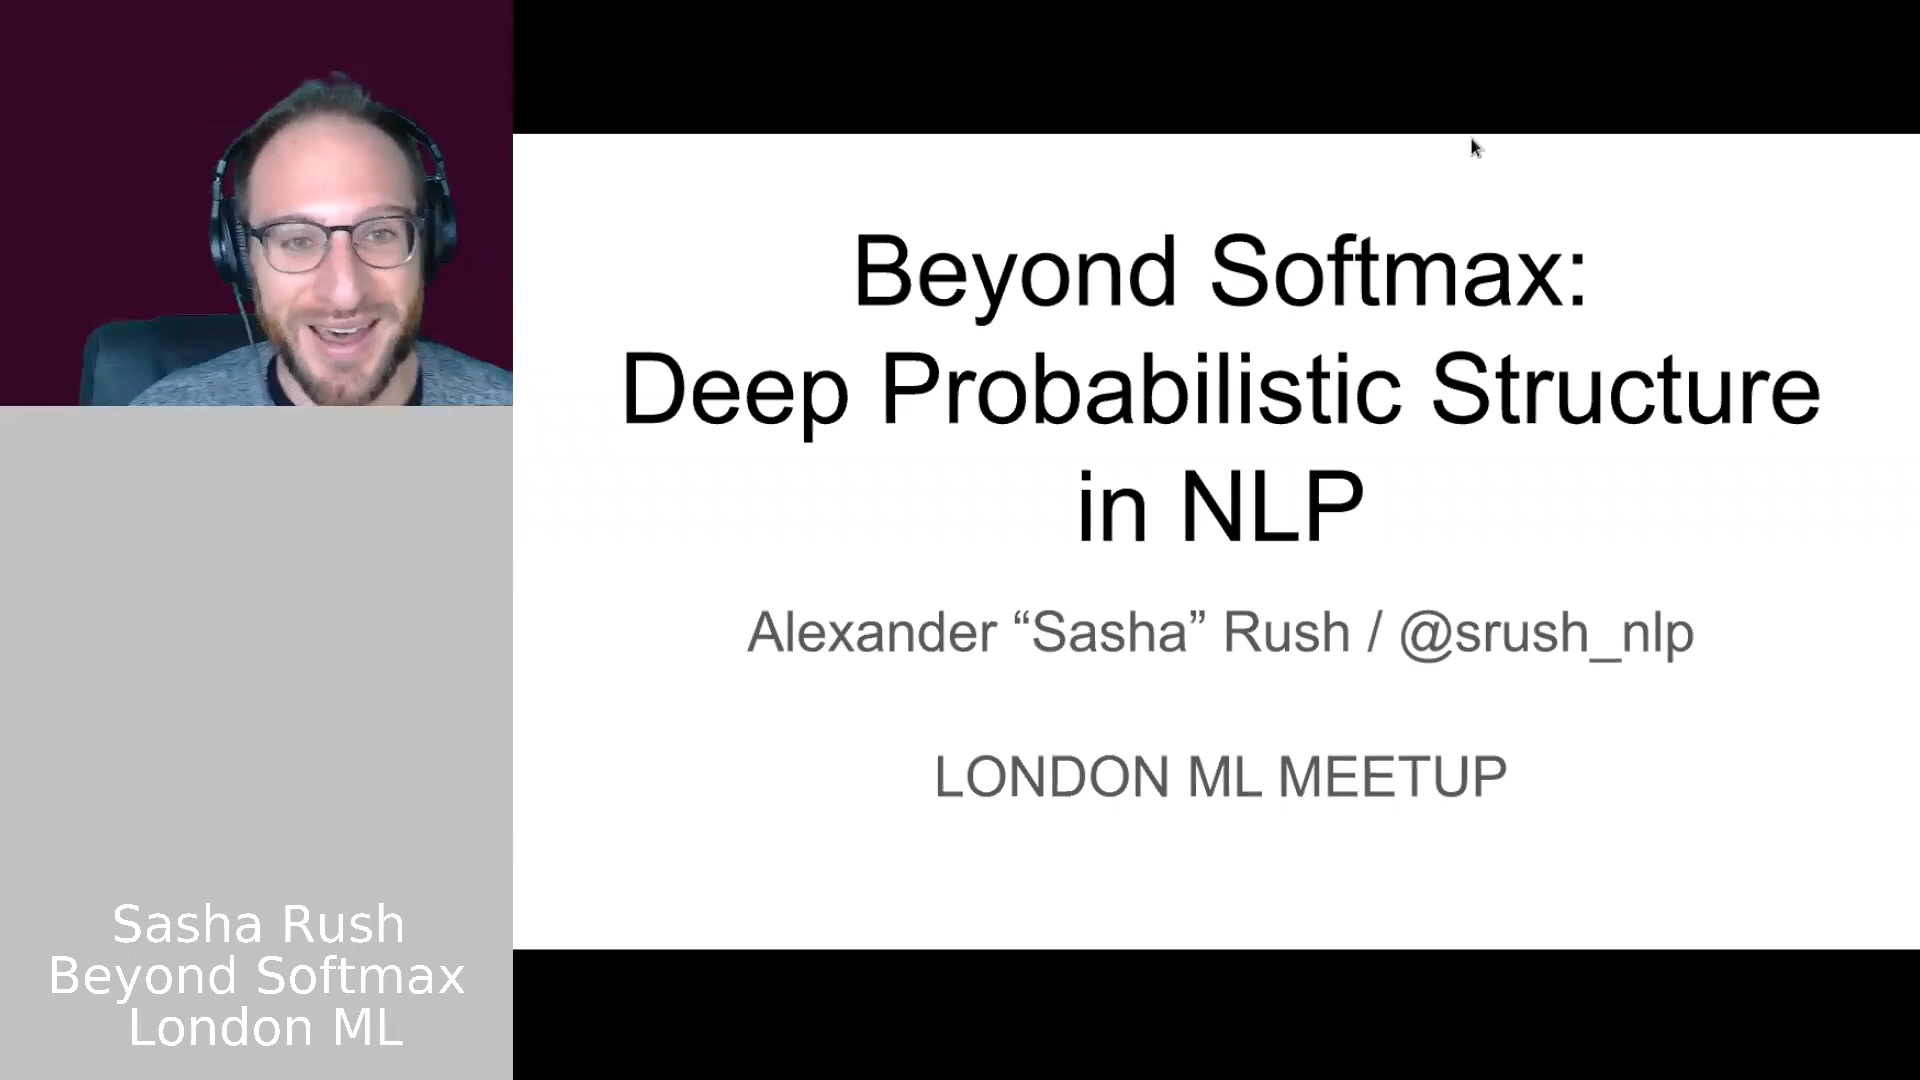 Beyond Softmax:
Deep Probabilistic Structure
in NLP
Alexander “Sasha” Rush / @srush_nlp
LONDON ML MEETUP
Sasha Rush
Beyond Softmax
London ML